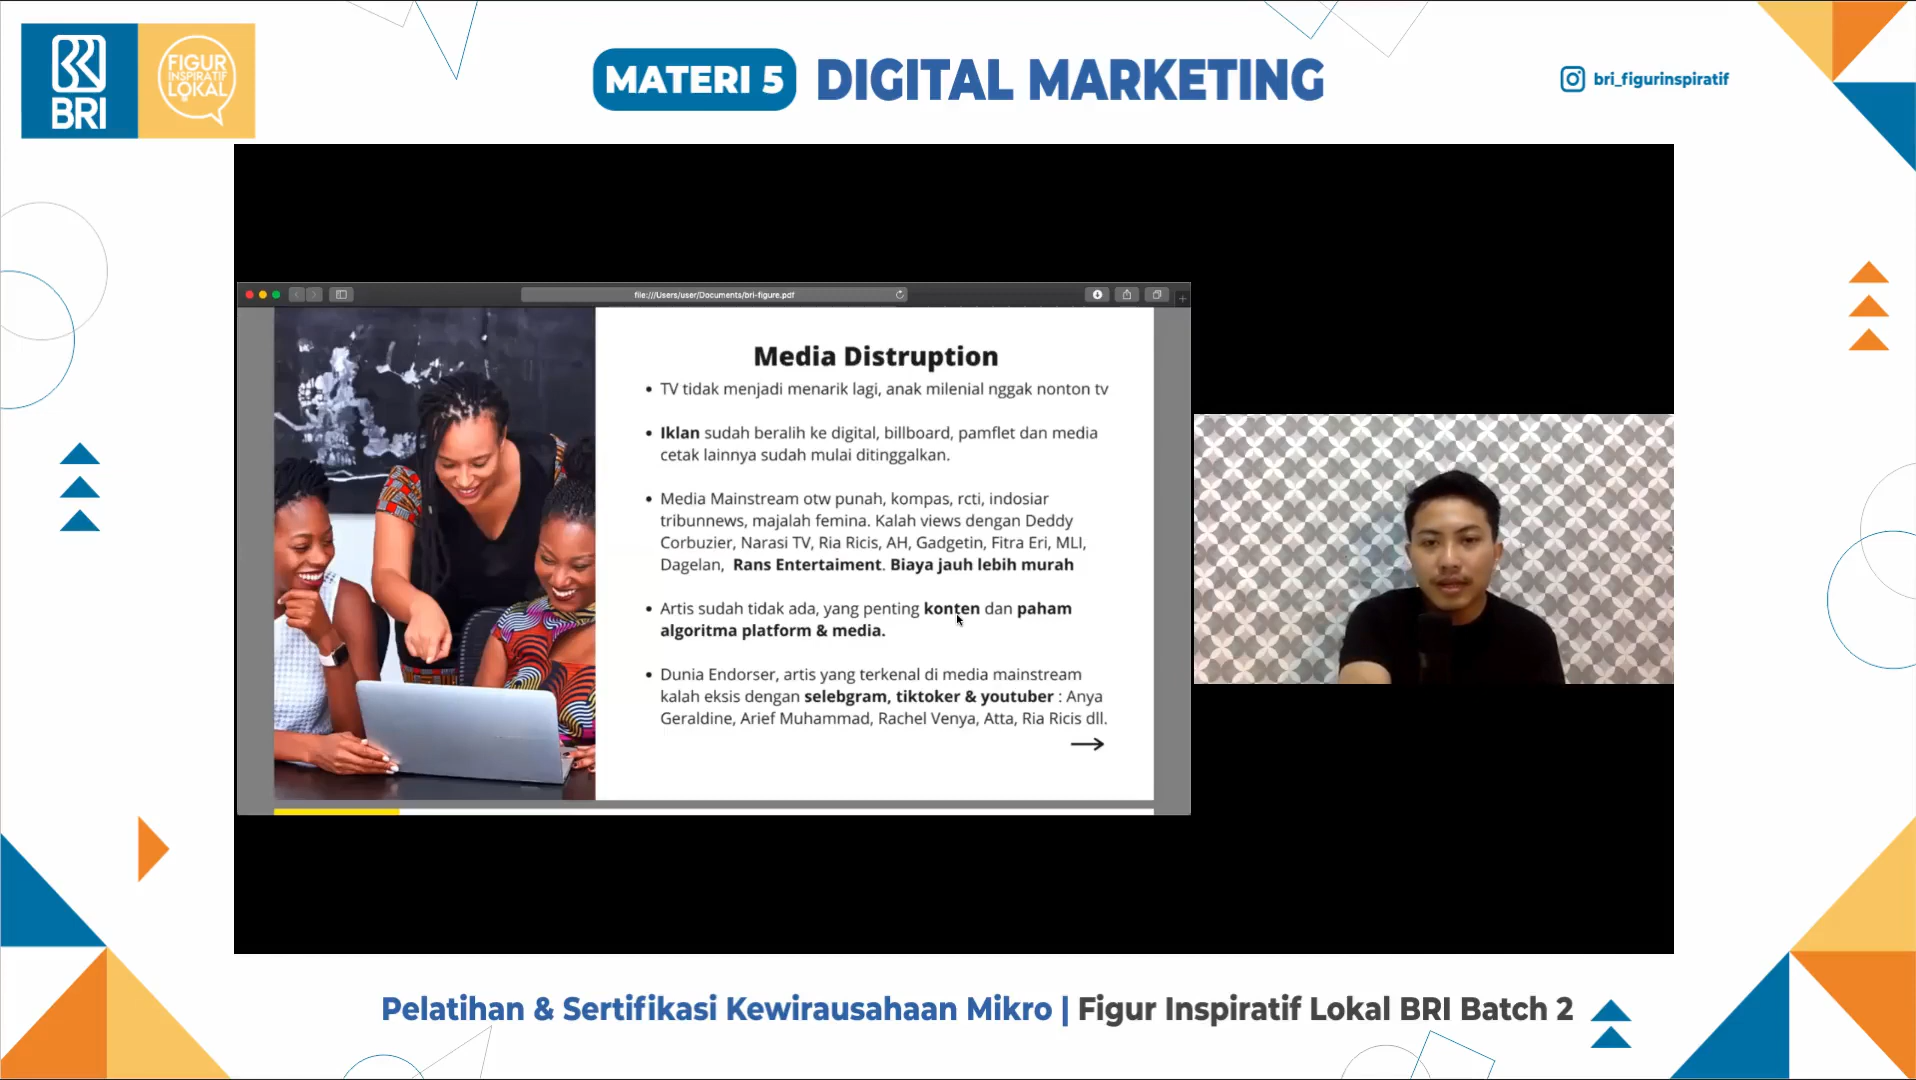 BRI
FIGUR
INSPIRATIF
LOKAL
MATERI 5 DIGITAL MARKETING
bri_figurinspiratif
file:///Users/user/Documents/bri-figure.pdf
Media Distruption
• TV tidak menjadi menarik lagi, anak milenial nggak nonton tv
• Iklan sudah beralih ke digital, billboard, pamflet dan media
cetak lainnya sudah mulai ditinggalkan.
• Media Mainstream otw punah, kompas, rcti, indosiar
tribunnews, majalah femina. Kalah views dengan Deddy
Corbuzier, Narasi TV, Ria Ricis, AH, Gadgetin, Fitra Eri, MLI,
Dagelan, Rans Entertaiment. Biaya jauh lebih murah
• Artis sudah tidak ada, yang penting konten dan paham
algoritma platform & media.
• Dunia Endorser, artis yang terkenal di media mainstream
kalah eksis dengan selebgram, tiktoker & youtuber : Anya
Geraldine, Arief Muhammad, Rachel Venya, Atta, Ria Ricis dll.
Pelatihan & Sertifikasi Kewirausahaan Mikro | Figur Inspiratif Lokal BRI Batch 2